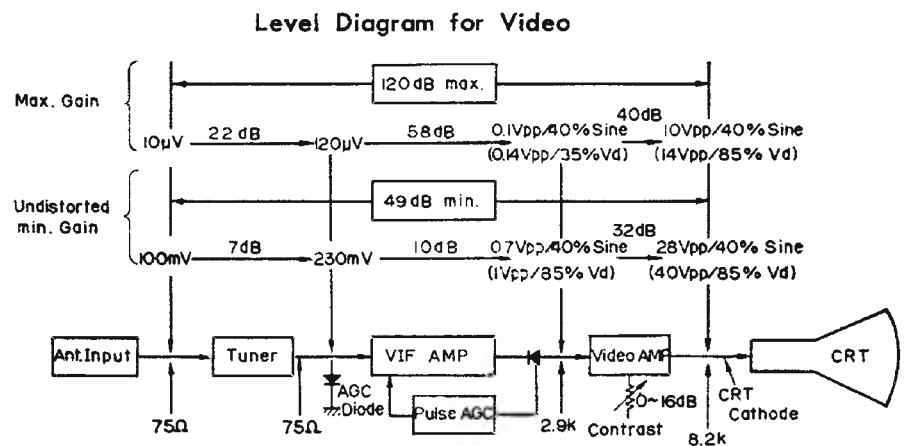 Level Diagram for Video
120dB max.
Max. Gain
40dB
10μV 22 dB 120μV 58dB 0.1Vpp/40% Sine 10Vpp/40% Sine
(0.14Vpp/35%Vd) (14Vpp/85% Vd)
49dB min.
Undistorted
min. Gain
32dB
100mV 7dB 230mV 10dB 0.7Vpp/40% Sine 28Vpp/40% Sine
(1Vpp/85% Vd) (40Vpp/85% Vd)
Ant.Input Tuner VIF AMP Video AMP CRT
AGC
Diode
Pulse AGC
0~16dB
CRT
Cathode
75Ω 75Ω 2.9k Contrast 8.2k